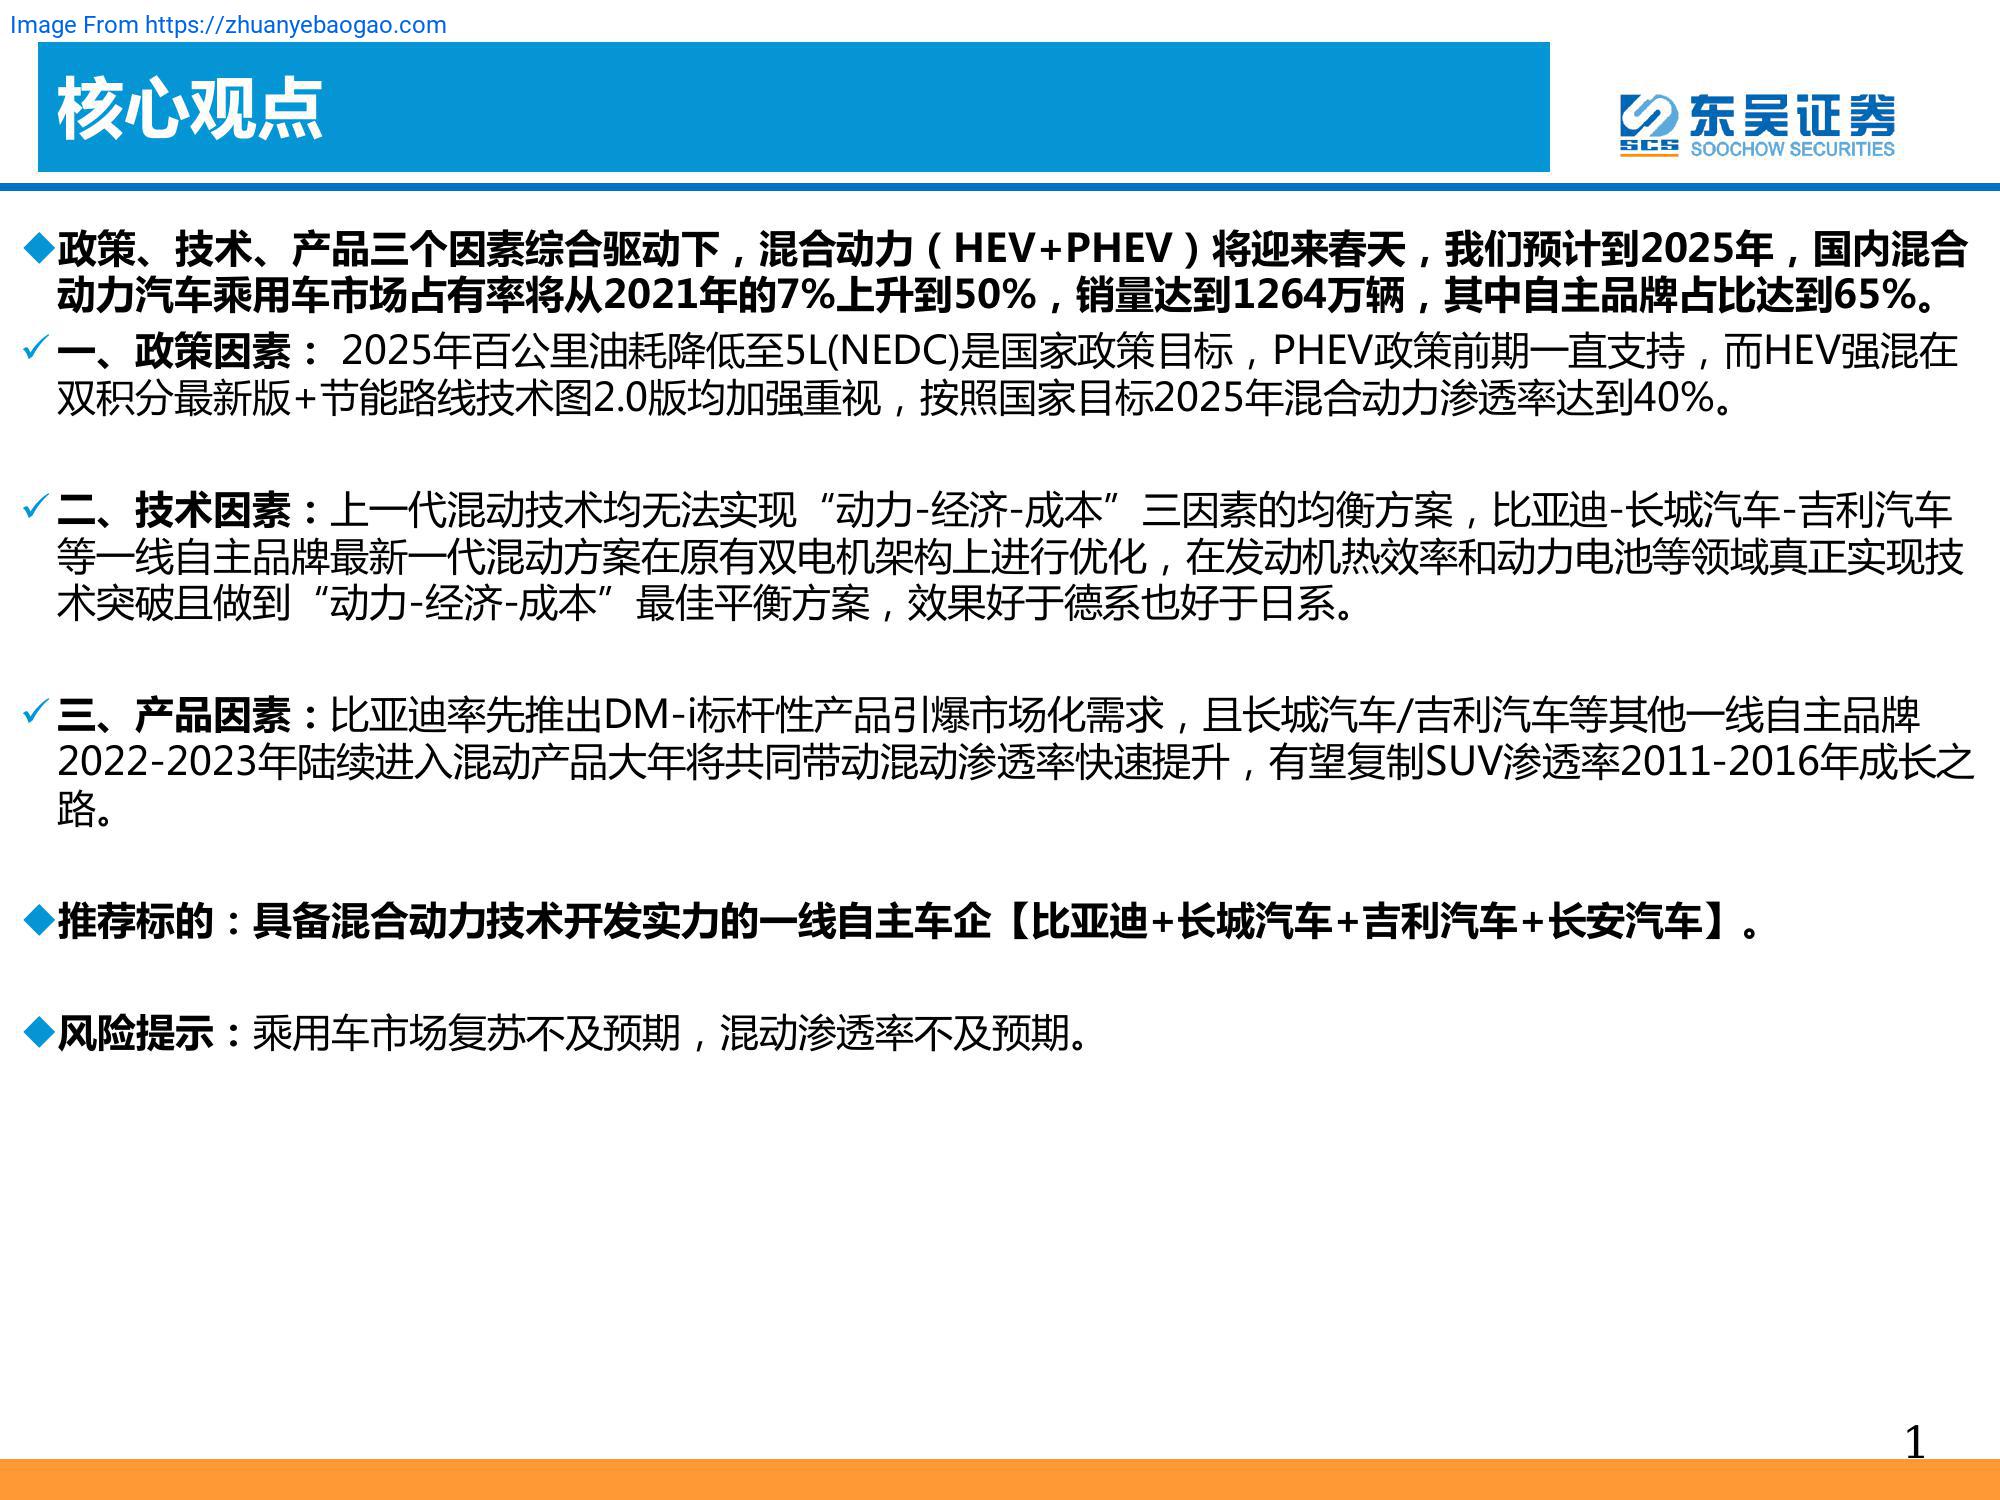 Image From https://zhuanyebaogao.com
核心观点
东吴证券
SCS
SOOCHOW SECURITIES
◆政策、技术、产品三个因素综合驱动下，混合动力（HEV+PHEV）将迎来春天，我们预计到2025年，国内混合
动力汽车乘用车市场占有率将从2021年的7%上升到50%，销量达到1264万辆，其中自主品牌占比达到65%。
✓一、政策因素： 2025年百公里油耗降低至5L(NEDC)是国家政策目标，PHEV政策前期一直支持，而HEV强混在
双积分最新版+节能路线技术图2.0版均加强重视，按照国家目标2025年混合动力渗透率达到40%。
✓二、技术因素：上一代混动技术均无法实现“动力-经济-成本”三因素的均衡方案，比亚迪-长城汽车-吉利汽车
等一线自主品牌最新一代混动方案在原有双电机架构上进行优化，在发动机热效率和动力电池等领域真正实现技
术突破且做到“动力-经济-成本”最佳平衡方案，效果好于德系也好于日系。
✓三、产品因素：比亚迪率先推出DM-i标杆性产品引爆市场化需求，且长城汽车/吉利汽车等其他一线自主品牌
2022-2023年陆续进入混动产品大年将共同带动混动渗透率快速提升，有望复制SUV渗透率2011-2016年成长之
路。
◆推荐标的：具备混合动力技术开发实力的一线自主车企【比亚迪+长城汽车+吉利汽车+长安汽车】。
◆风险提示：乘用车市场复苏不及预期，混动渗透率不及预期。
1